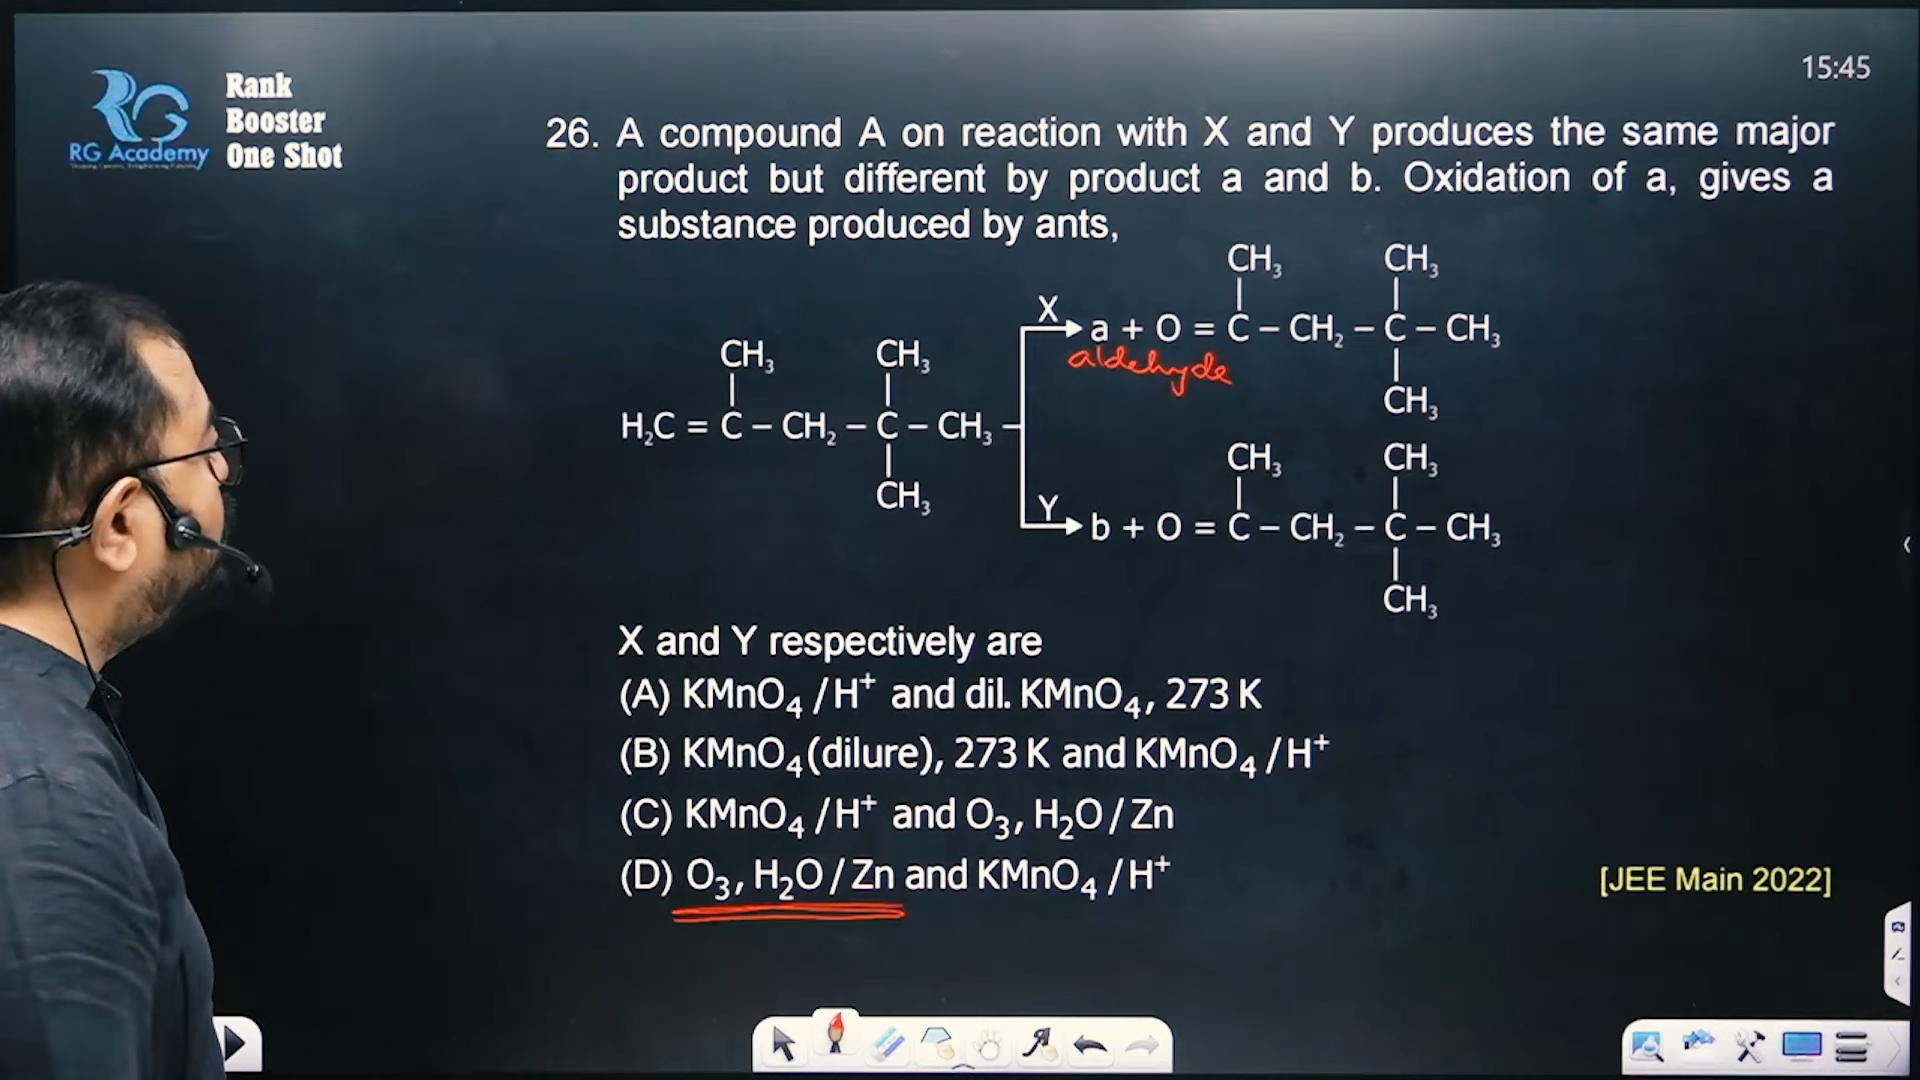 Rank
Booster
One Shot
RG Academy
15:45
26. A compound A on reaction with X and Y produces the same major
product but different by product a and b. Oxidation of a, gives a
substance produced by ants,
CH₃ CH₃
X
a + O = C – CH₂ – C – CH₃
aldehyde
CH₃
CH₃ CH₃
H₂C = C – CH₂ – C – CH₃
CH₃
CH₃ CH₃
Y
b + O = C – CH₂ – C – CH₃
CH₃
X and Y respectively are
(A) KMnO₄ /H⁺ and dil. KMnO₄, 273 K
(B) KMnO₄(dilure), 273 K and KMnO₄ /H⁺
(C) KMnO₄ /H⁺ and O₃, H₂O / Zn
(D) O₃, H₂O / Zn and KMnO₄ /H⁺
[JEE Main 2022]